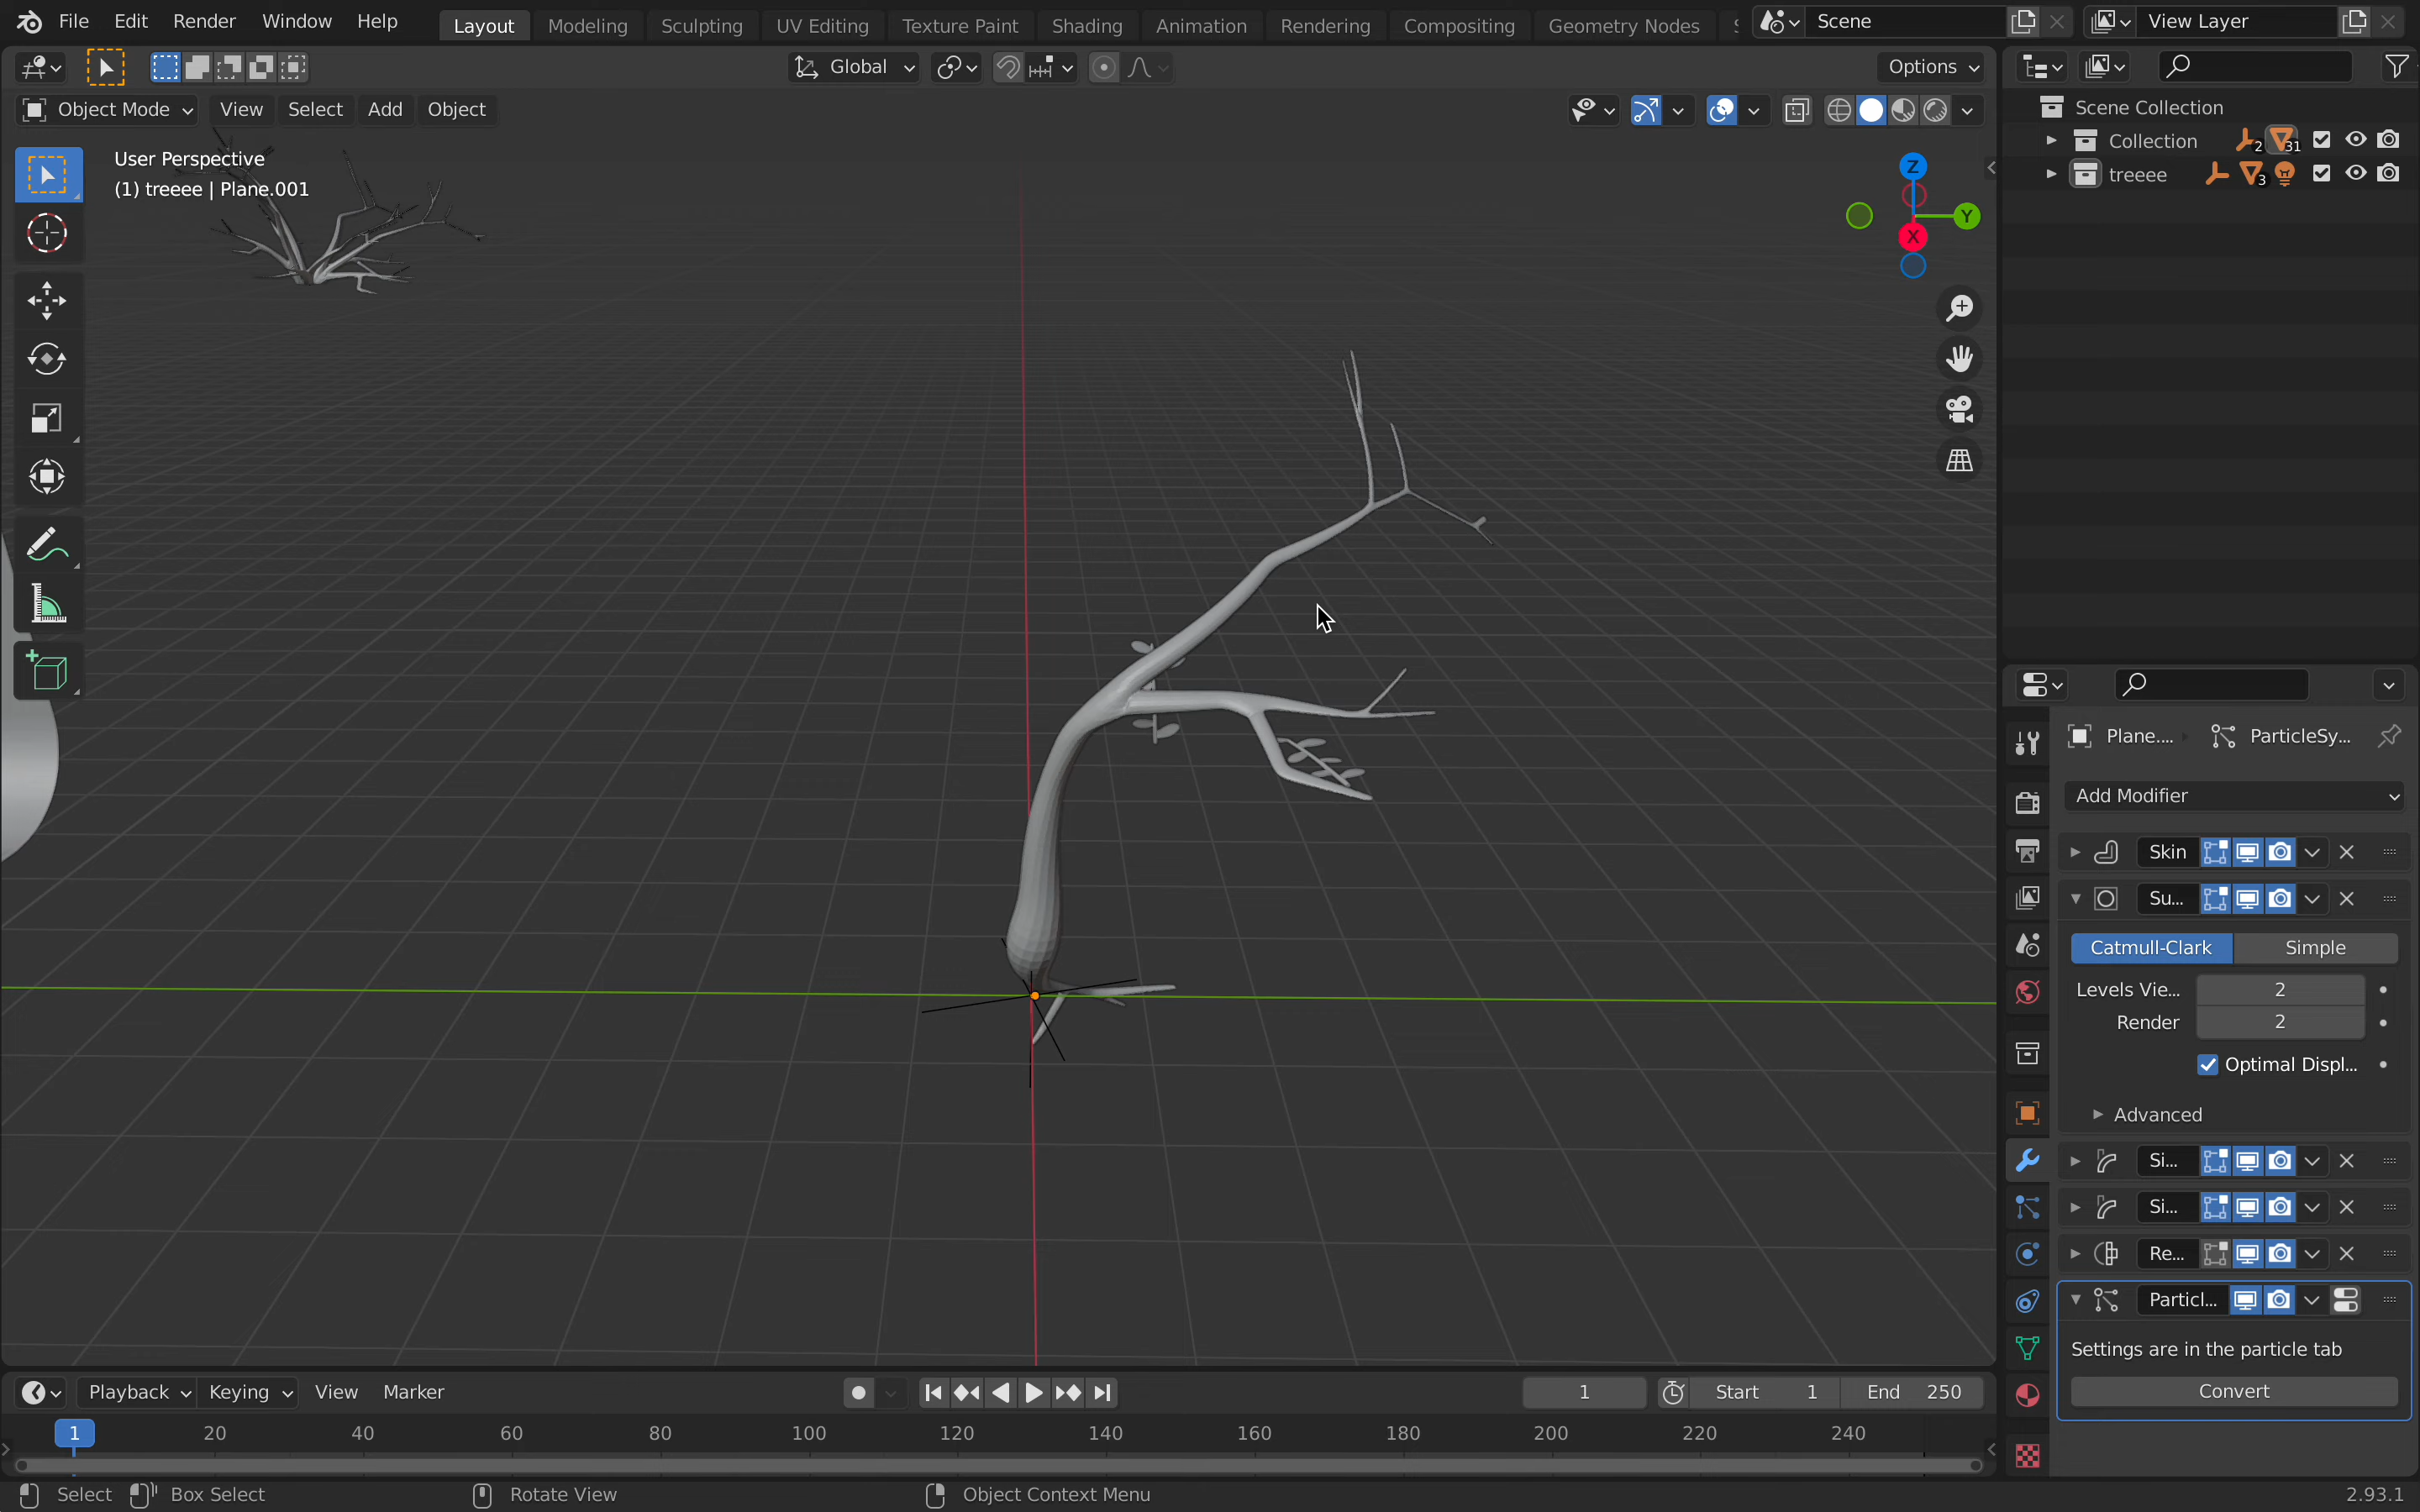 File Edit Render Window Help Layout Modeling Sculpting UV Editing Texture Paint Shading Animation Rendering Compositing Geometry Nodes Scene View Layer
Global Options
Object Mode View Select Add Object
User Perspective
(1) treeee | Plane.001
Z
Y
X
Scene Collection
Collection 2 31
treeee 3
Plane.... ParticleSy...
Add Modifier
Skin
Su...
Catmull-Clark Simple
Levels Vie... 2
Render 2
Optimal Displ...
Advanced
Si...
Si...
Re...
Particl...
Settings are in the particle tab
Convert
Playback Keying View Marker 1 Start 1 End 250
1 20 40 60 80 100 120 140 160 180 200 220 240
Select Box Select Rotate View Object Context Menu 2.93.1